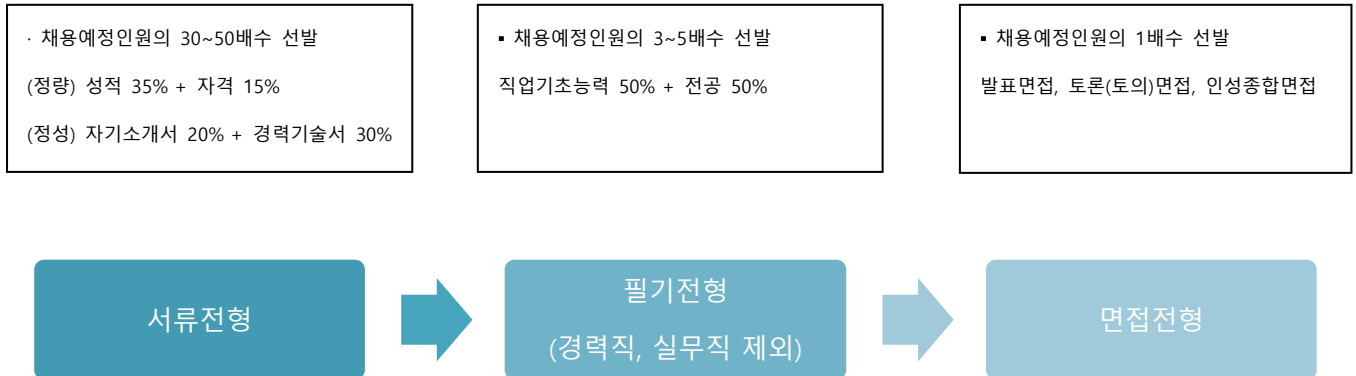 · 채용예정인원의 30~50배수 선발
(정량) 성적 35% + 자격 15%
(정성) 자기소개서 20% + 경력기술서 30%
▪ 채용예정인원의 3~5배수 선발
직업기초능력 50% + 전공 50%
▪ 채용예정인원의 1배수 선발
발표면접, 토론(토의)면접, 인성종합면접
서류전형
필기전형
(경력직, 실무직 제외)
면접전형